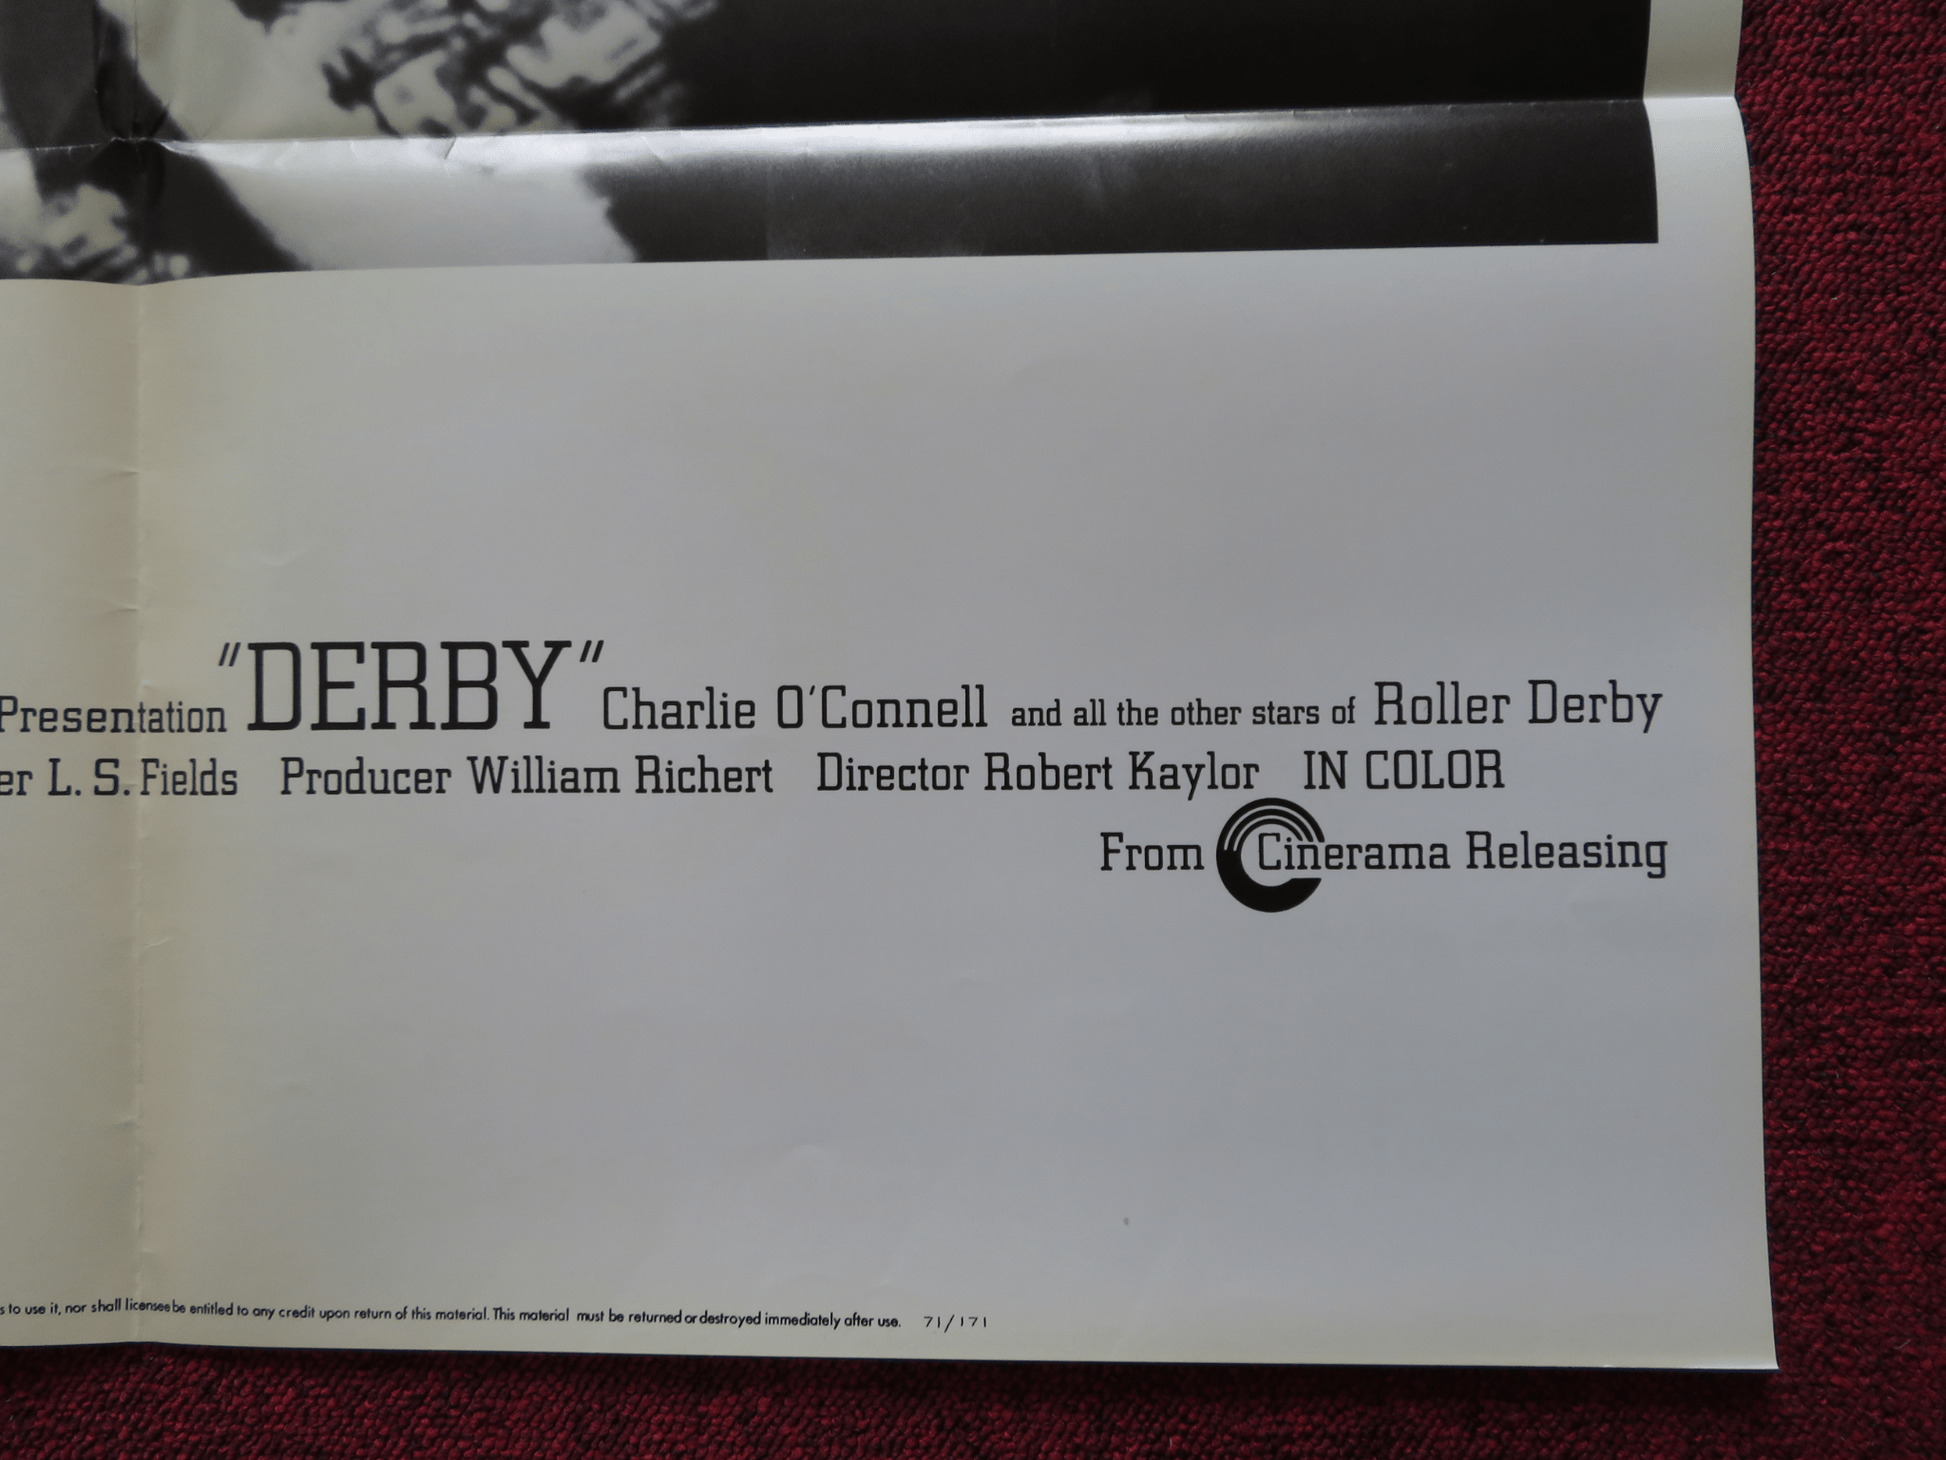 Presentation "DERBY" Charlie O'Connell and all the other stars of Roller Derby
er L. S. Fields Producer William Richert Director Robert Kaylor IN COLOR
From Cinerama Releasing
s to use it, nor shall licensee be entitled to any credit upon return of this material. This material must be returned or destroyed immediately after use. 71/171